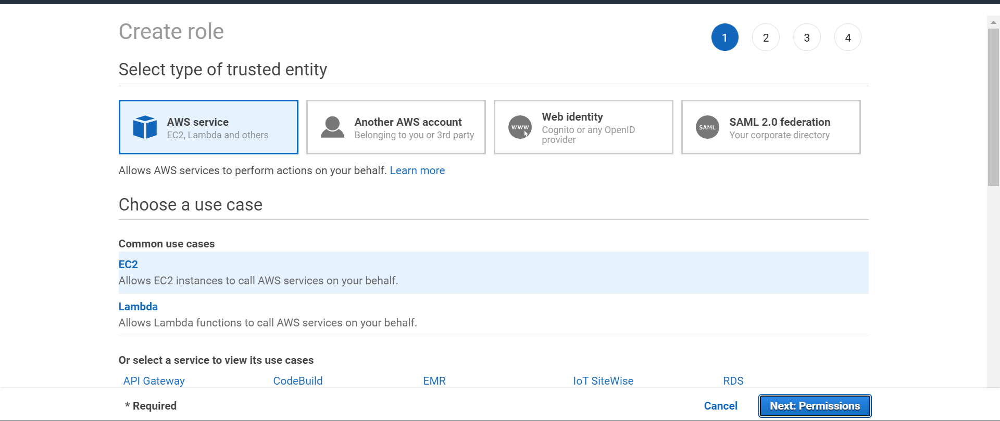 Create role
1 2 3 4
Select type of trusted entity
AWS service
EC2, Lambda and others
Another AWS account
Belonging to you or 3rd party
www
Web identity
Cognito or any OpenID
provider
SAML
SAML 2.0 federation
Your corporate directory
Allows AWS services to perform actions on your behalf. Learn more
Choose a use case
Common use cases
EC2
Allows EC2 instances to call AWS services on your behalf.
Lambda
Allows Lambda functions to call AWS services on your behalf.
Or select a service to view its use cases
API Gateway CodeBuild EMR IoT SiteWise RDS
* Required Cancel Next: Permissions